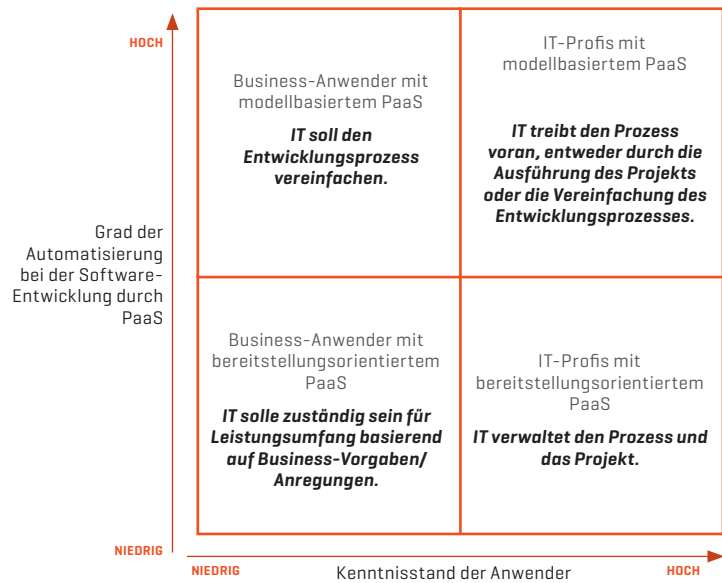 HOCH
Business-Anwender mit
modellbasiertem PaaS
IT soll den
Entwicklungsprozess
vereinfachen.
IT-Profis mit
modellbasiertem PaaS
IT treibt den Prozess
voran, entweder durch die
Ausführung des Projekts
oder die Vereinfachung des
Entwicklungsprozesses.
Grad der
Automatisierung
bei der Software-
Entwicklung durch
PaaS
Business-Anwender mit
bereitstellungsorientiertem
PaaS
IT solle zuständig sein für
Leistungsumfang basierend
auf Business-Vorgaben/
Anregungen.
IT-Profis mit
bereitstellungsorientiertem
PaaS
IT verwaltet den Prozess und
das Projekt.
NIEDRIG
NIEDRIG
Kenntnisstand der Anwender
HOCH